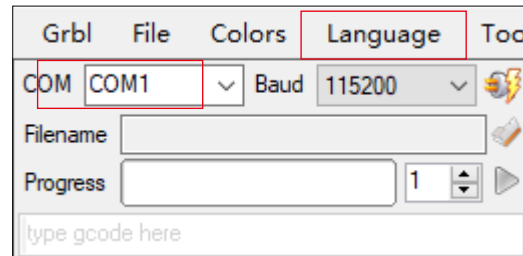 Grbl File Colors Language
COM COM1 Baud 115200
Filename
Progress 1
type gcode here